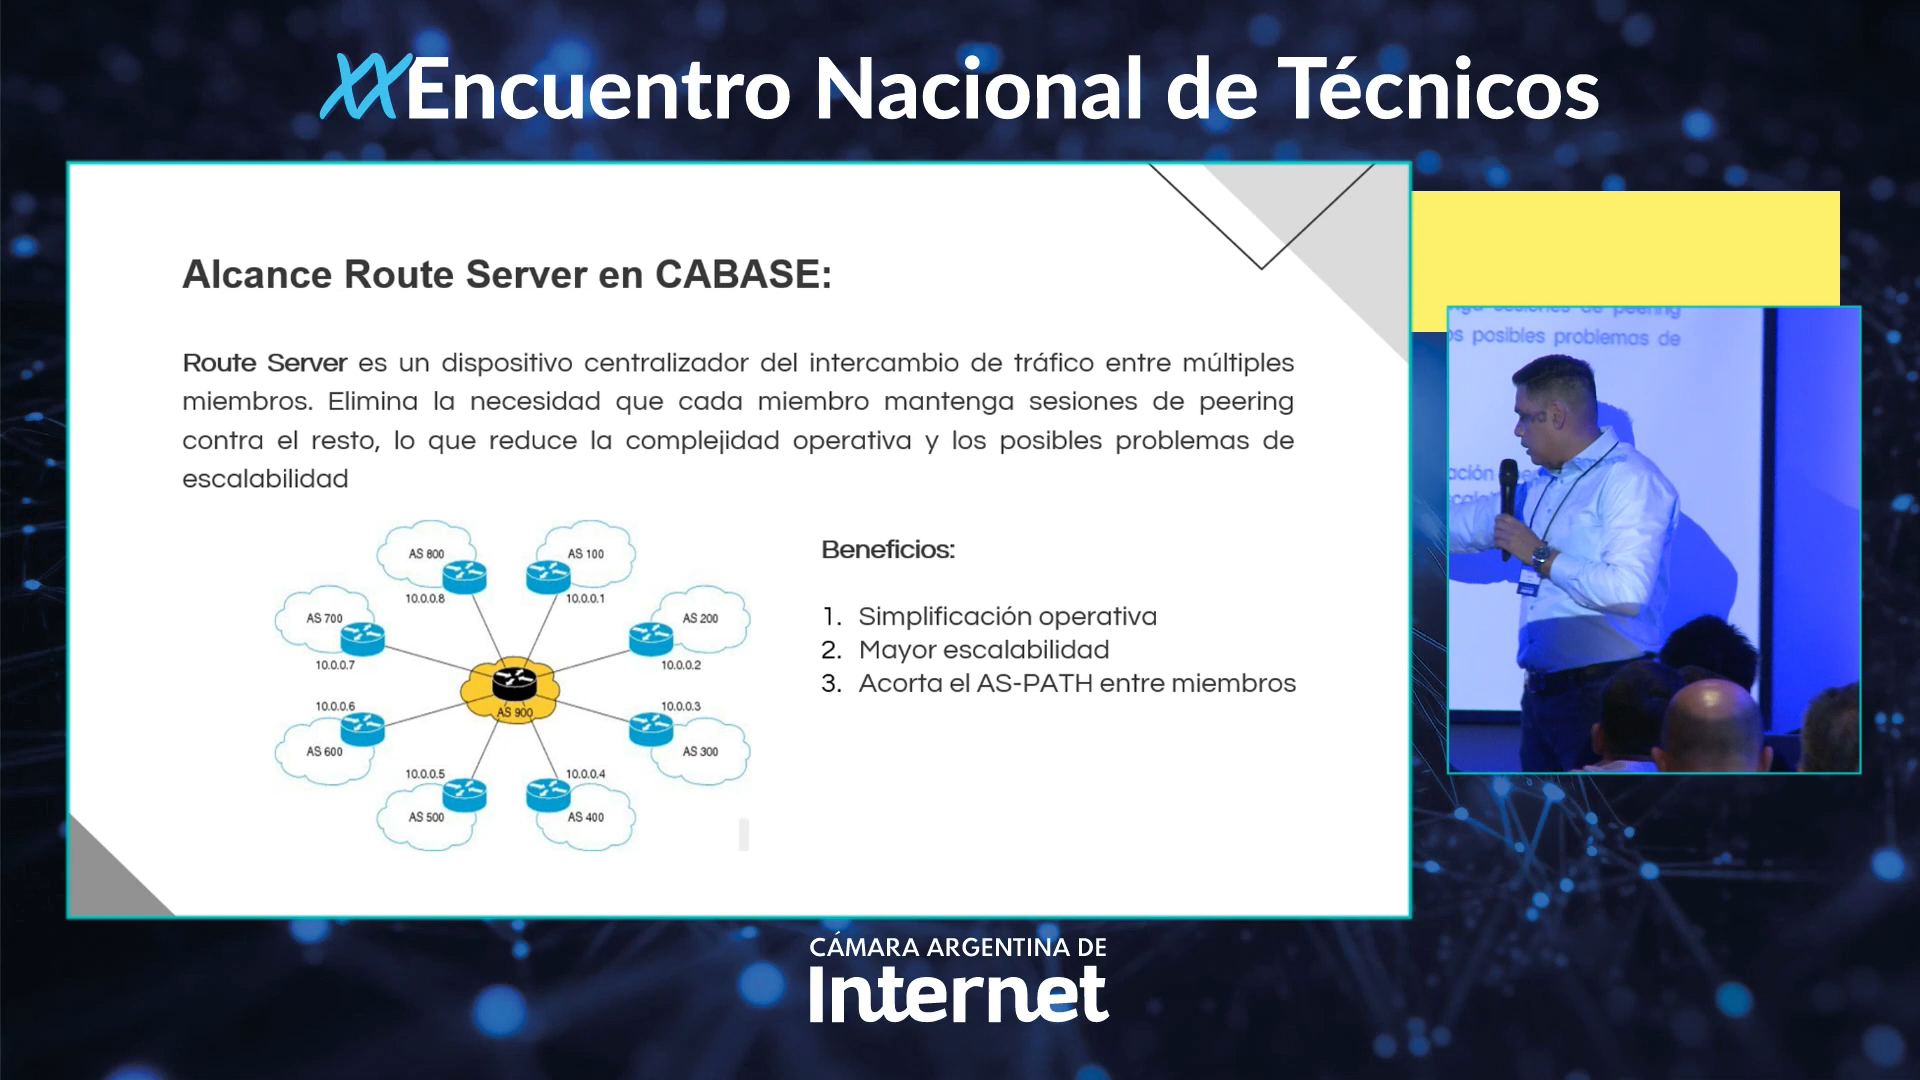 XX Encuentro Nacional de Técnicos
Alcance Route Server en CABASE:
Route Server es un dispositivo centralizador del intercambio de tráfico entre múltiples
miembros. Elimina la necesidad que cada miembro mantenga sesiones de peering
contra el resto, lo que reduce la complejidad operativa y los posibles problemas de
escalabilidad
AS 800
10.0.0.8
AS 100
10.0.0.1
AS 700
10.0.0.7
AS 200
10.0.0.2
AS 900
10.0.0.6
AS 600
10.0.0.3
AS 300
10.0.0.5
AS 500
10.0.0.4
AS 400
Beneficios:
1. Simplificación operativa
2. Mayor escalabilidad
3. Acorta el AS-PATH entre miembros
sesiones de peering
os posibles problemas de
ación
CÁMARA ARGENTINA DE
Internet